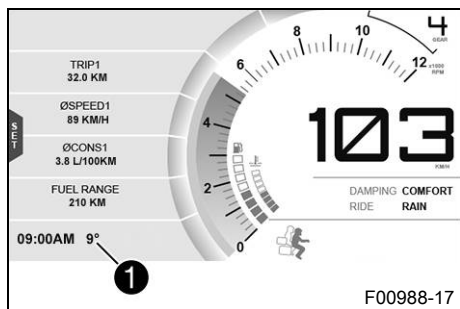 TRIP1
32.0 KM
ØSPEED1
89 KM/H
ØCONS1
3.8 L/100KM
FUEL RANGE
210 KM
SET
09:00AM 9°
1
0
2
4
6
8
10
12
x1000
RPM
4
GEAR
103
KM/H
DAMPING COMFORT
RIDE RAIN
F00988-17